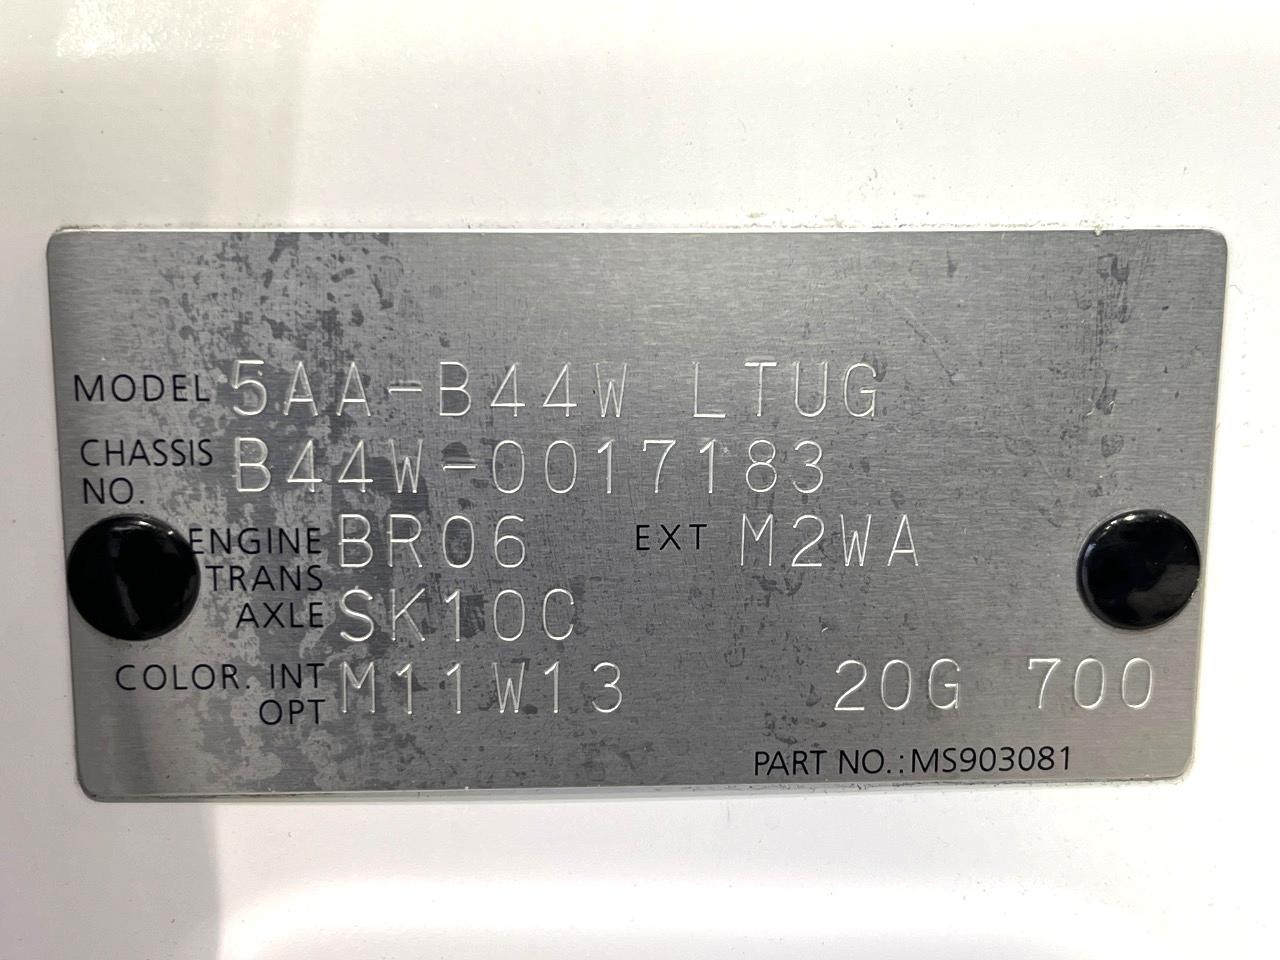 MODEL 5AA-B44W LTUG
CHASSIS NO. B44W-0017183
ENGINE BR06 EXT M2WA
TRANS AXLE SK10C
COLOR. INT OPT M11W13 20G 700
PART NO.: MS903081